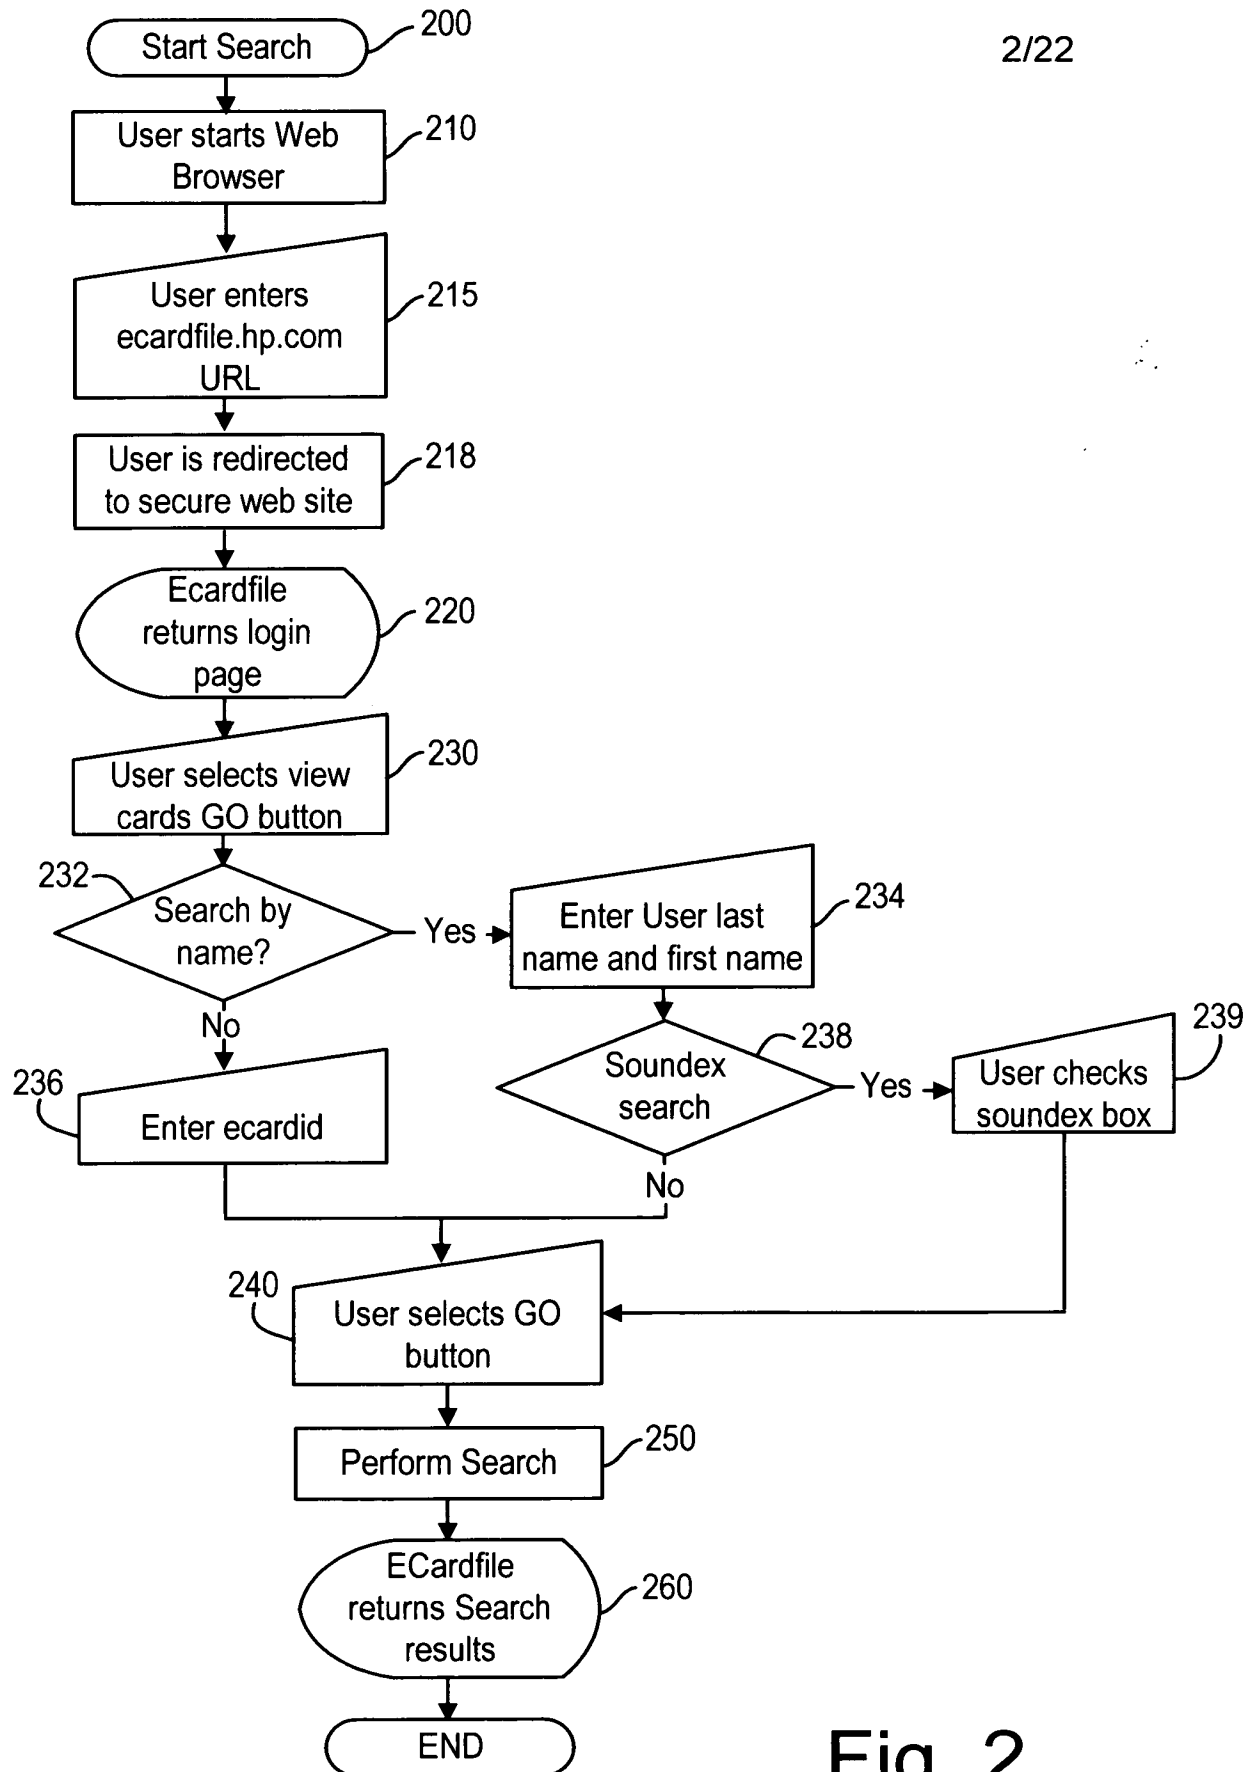 Start Search
200
2/22
User starts Web
Browser
210
User enters
ecardfile.hp.com
URL
215
User is redirected
to secure web site
218
Ecardfile
returns login
page
220
User selects view
cards GO button
230
232
Search by
name?
Yes
No
Enter User last
name and first name
234
236
Enter ecardid
Soundex
search
238
Yes
No
User checks
soundex box
239
240
User selects GO
button
Perform Search
250
ECardfile
returns Search
results
260
END
Fig. 2